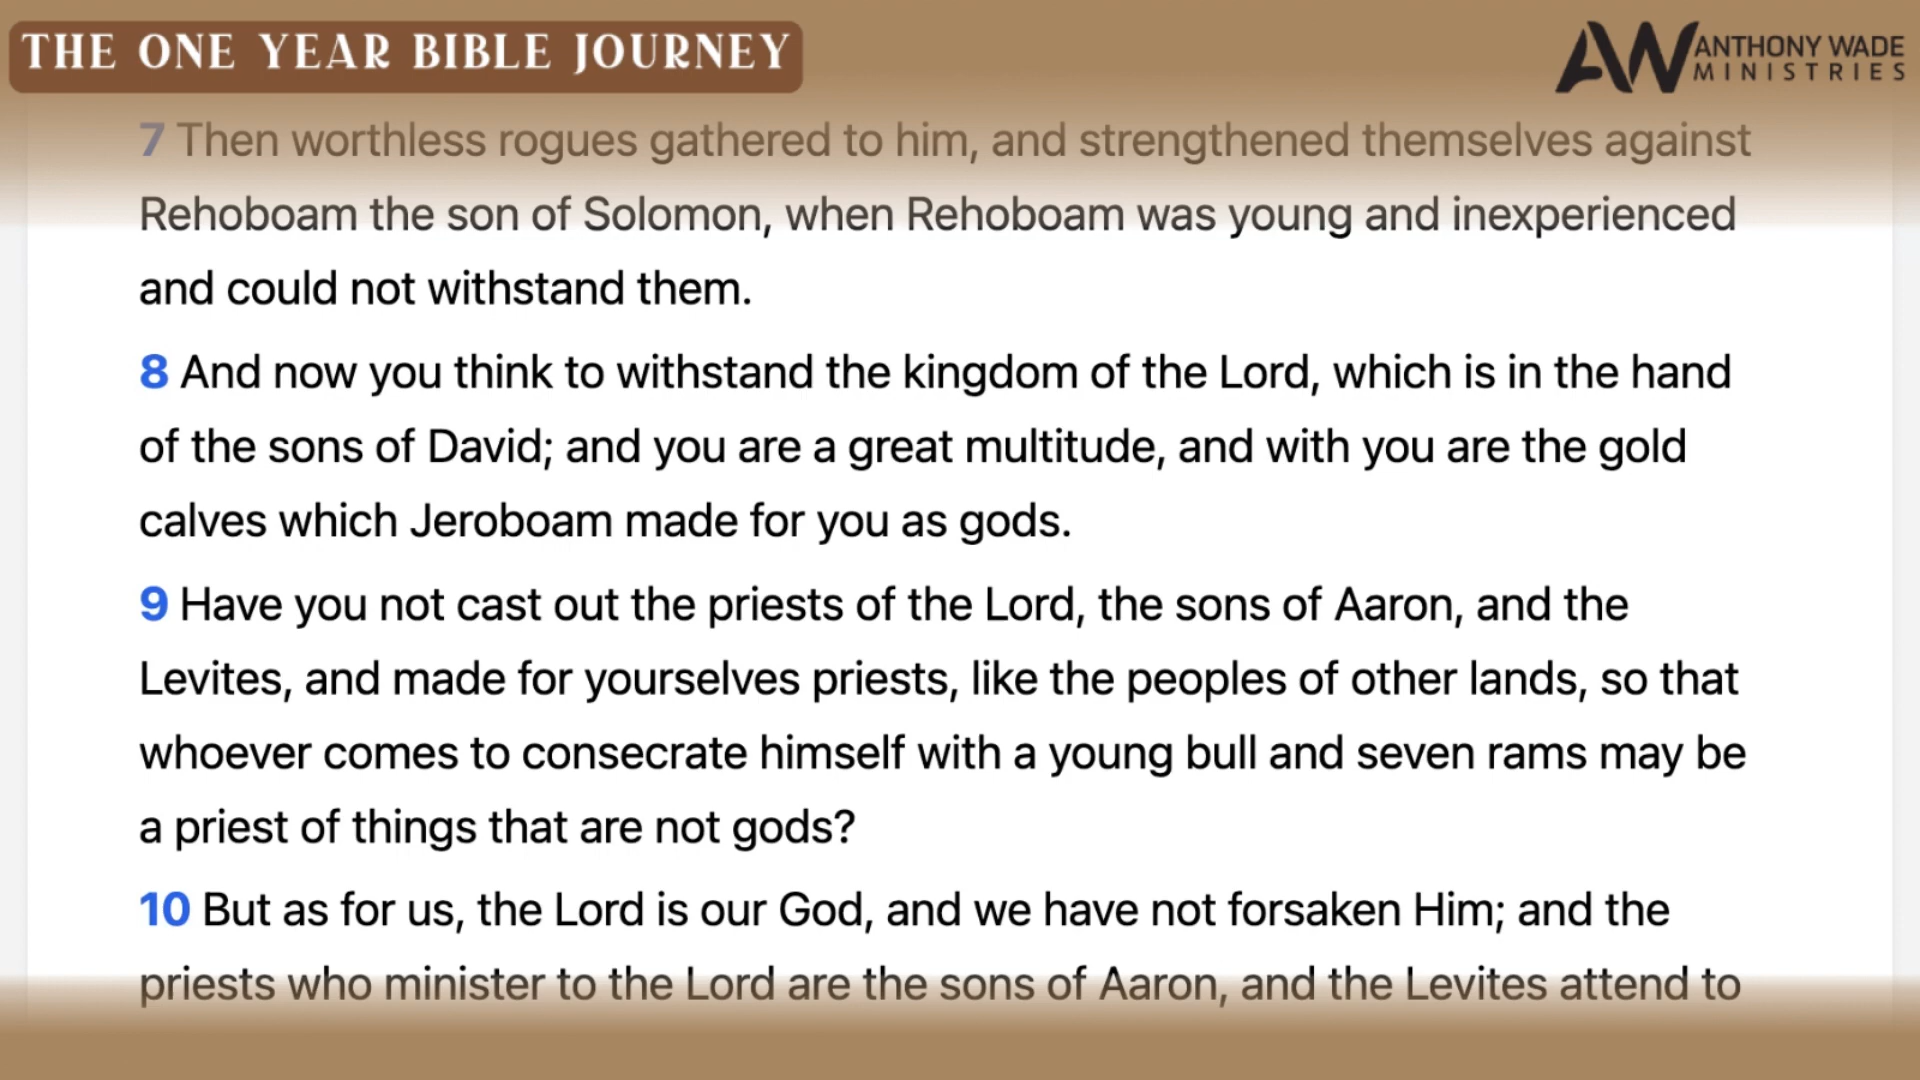 THE ONE YEAR BIBLE JOURNEY
AW ANTHONY WADE
MINISTRIES
7 Then worthless rogues gathered to him, and strengthened themselves against
Rehoboam the son of Solomon, when Rehoboam was young and inexperienced
and could not withstand them.
8 And now you think to withstand the kingdom of the Lord, which is in the hand
of the sons of David; and you are a great multitude, and with you are the gold
calves which Jeroboam made for you as gods.
9 Have you not cast out the priests of the Lord, the sons of Aaron, and the
Levites, and made for yourselves priests, like the peoples of other lands, so that
whoever comes to consecrate himself with a young bull and seven rams may be
a priest of things that are not gods?
10 But as for us, the Lord is our God, and we have not forsaken Him; and the
priests who minister to the Lord are the sons of Aaron, and the Levites attend to